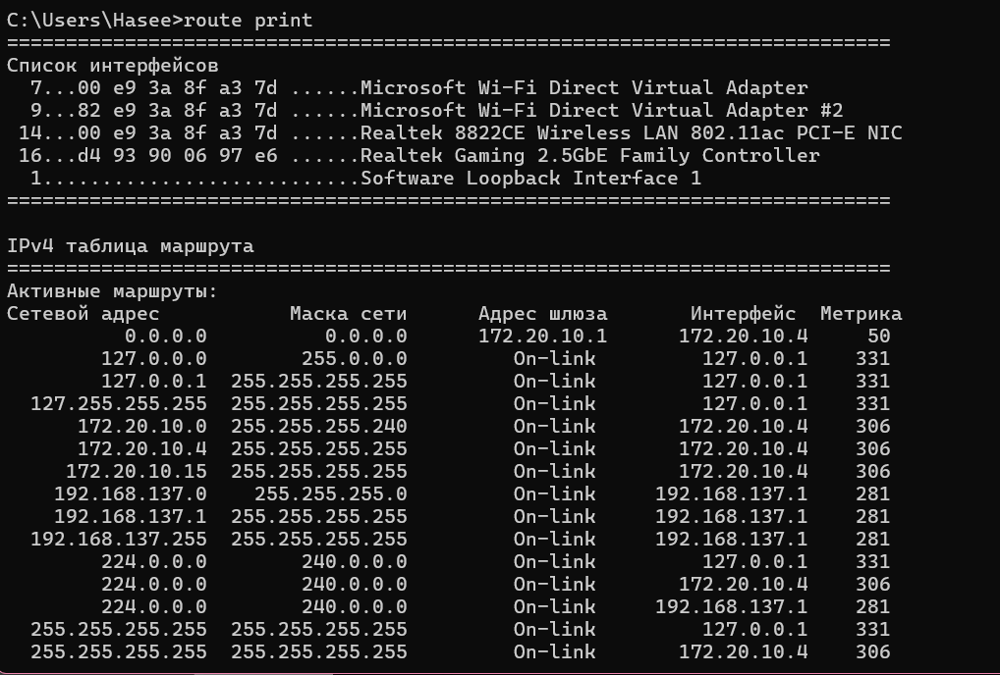 C:\Users\Hasee>route print
===========================================================================
Список интерфейсов
  7...00 e9 3a 8f a3 7d ......Microsoft Wi-Fi Direct Virtual Adapter
  9...82 e9 3a 8f a3 7d ......Microsoft Wi-Fi Direct Virtual Adapter #2
 14...00 e9 3a 8f a3 7d ......Realtek 8822CE Wireless LAN 802.11ac PCI-E NIC
 16...d4 93 90 06 97 e6 ......Realtek Gaming 2.5GbE Family Controller
  1...........................Software Loopback Interface 1
===========================================================================
IPv4 таблица маршрута
===========================================================================
Активные маршруты:
Сетевой адрес           Маска сети      Адрес шлюза       Интерфейс  Метрика
          0.0.0.0          0.0.0.0      172.20.10.1      172.20.10.4     50
        127.0.0.0        255.0.0.0         On-link         127.0.0.1    331
        127.0.0.1  255.255.255.255         On-link         127.0.0.1    331
  127.255.255.255  255.255.255.255         On-link         127.0.0.1    331
      172.20.10.0  255.255.255.240         On-link       172.20.10.4    306
      172.20.10.4  255.255.255.255         On-link       172.20.10.4    306
     172.20.10.15  255.255.255.255         On-link       172.20.10.4    306
    192.168.137.0    255.255.255.0         On-link     192.168.137.1    281
    192.168.137.1  255.255.255.255         On-link     192.168.137.1    281
  192.168.137.255  255.255.255.255         On-link     192.168.137.1    281
        224.0.0.0        240.0.0.0         On-link         127.0.0.1    331
        224.0.0.0        240.0.0.0         On-link       172.20.10.4    306
        224.0.0.0        240.0.0.0         On-link     192.168.137.1    281
  255.255.255.255  255.255.255.255         On-link         127.0.0.1    331
  255.255.255.255  255.255.255.255         On-link       172.20.10.4    306